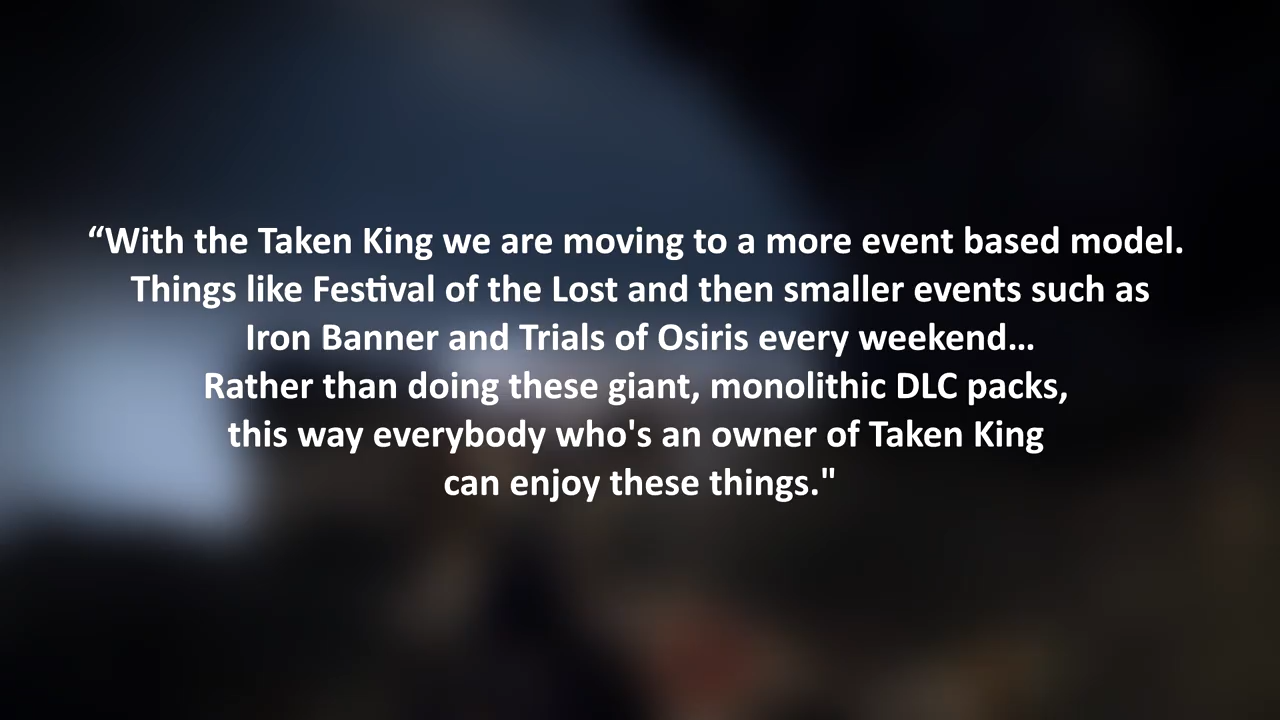 “With the Taken King we are moving to a more event based model.
Things like Festival of the Lost and then smaller events such as
Iron Banner and Trials of Osiris every weekend…
Rather than doing these giant, monolithic DLC packs,
this way everybody who's an owner of Taken King
can enjoy these things."